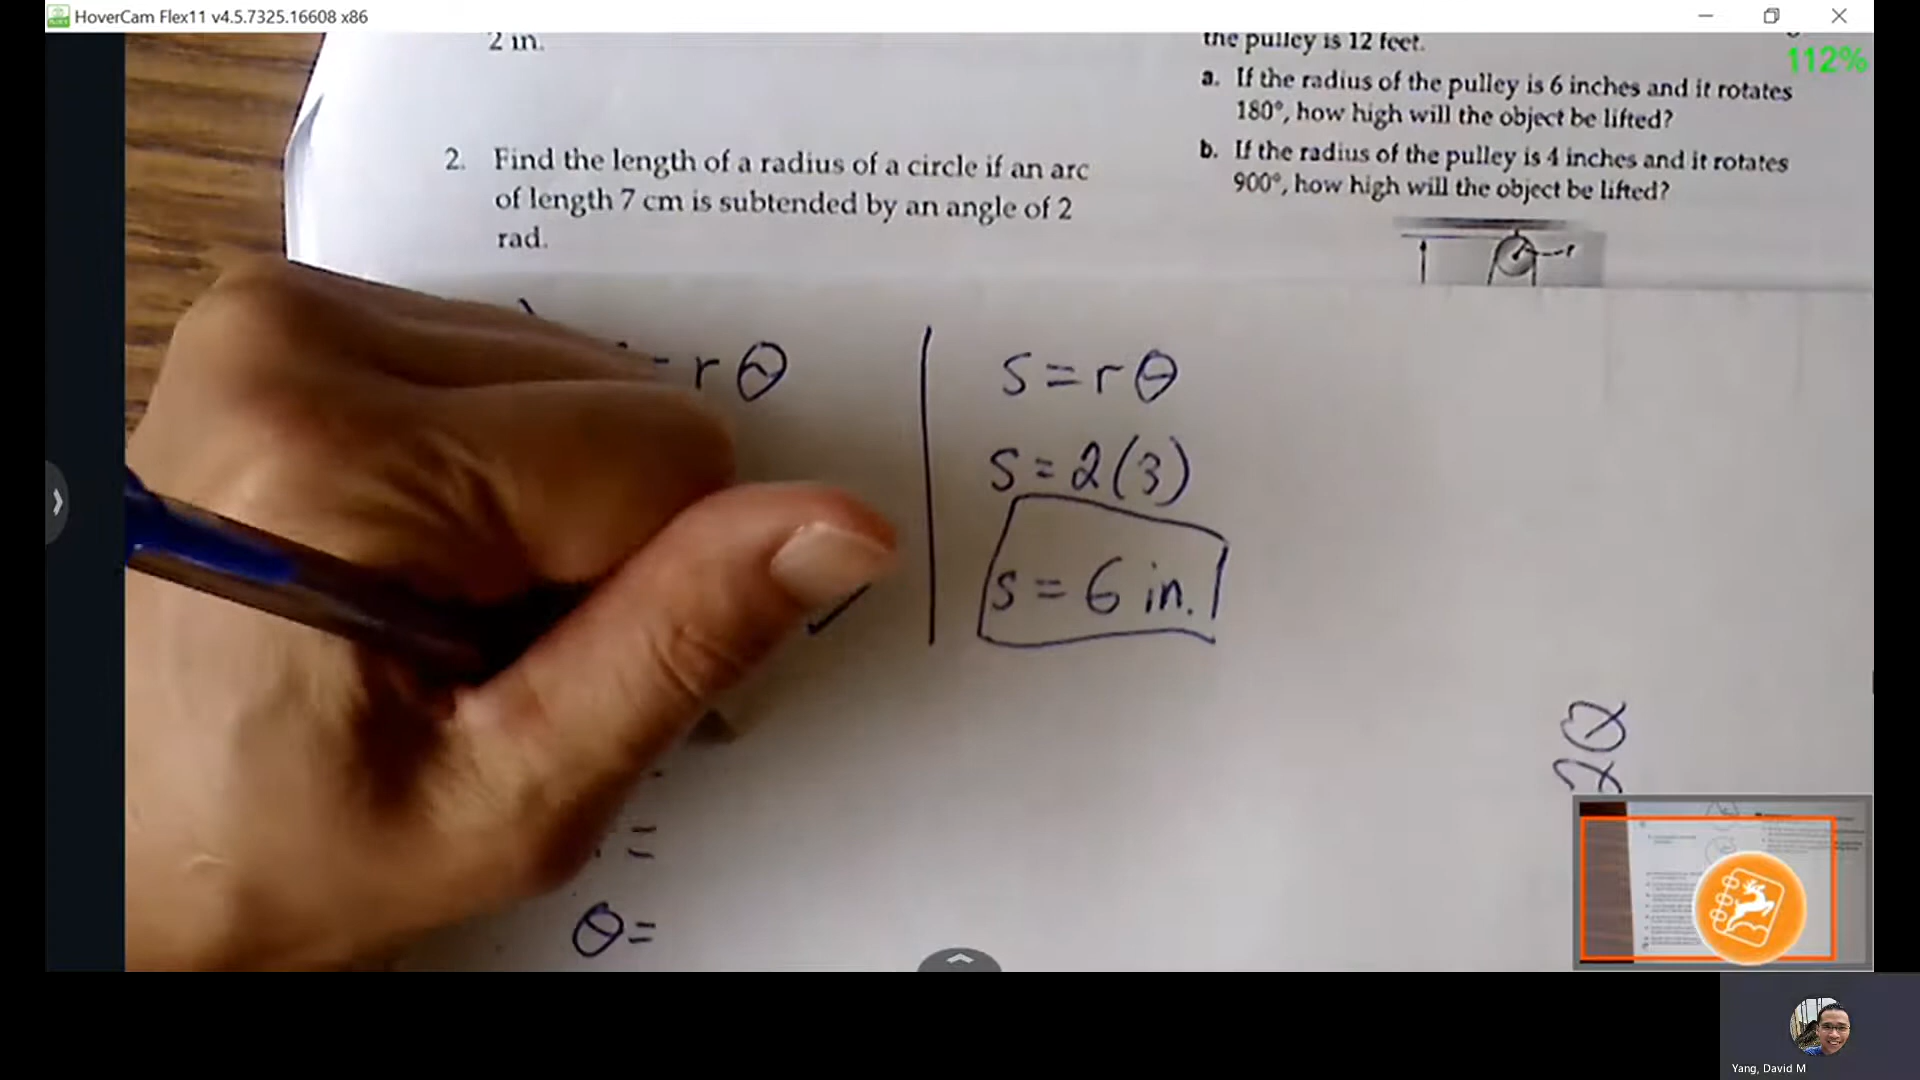 HoverCam Flex11 v4.5.7325.16608 x86
112%
2 in.
2. Find the length of a radius of a circle if an arc
of length 7 cm is subtended by an angle of 2
rad.
the pulley is 12 feet.
a. If the radius of the pulley is 6 inches and it rotates
180°, how high will the object be lifted?
b. If the radius of the pulley is 4 inches and it rotates
900°, how high will the object be lifted?
r
= r θ
=
θ =
s = r θ
s = 2(3)
s = 6 in.
Yang, David M